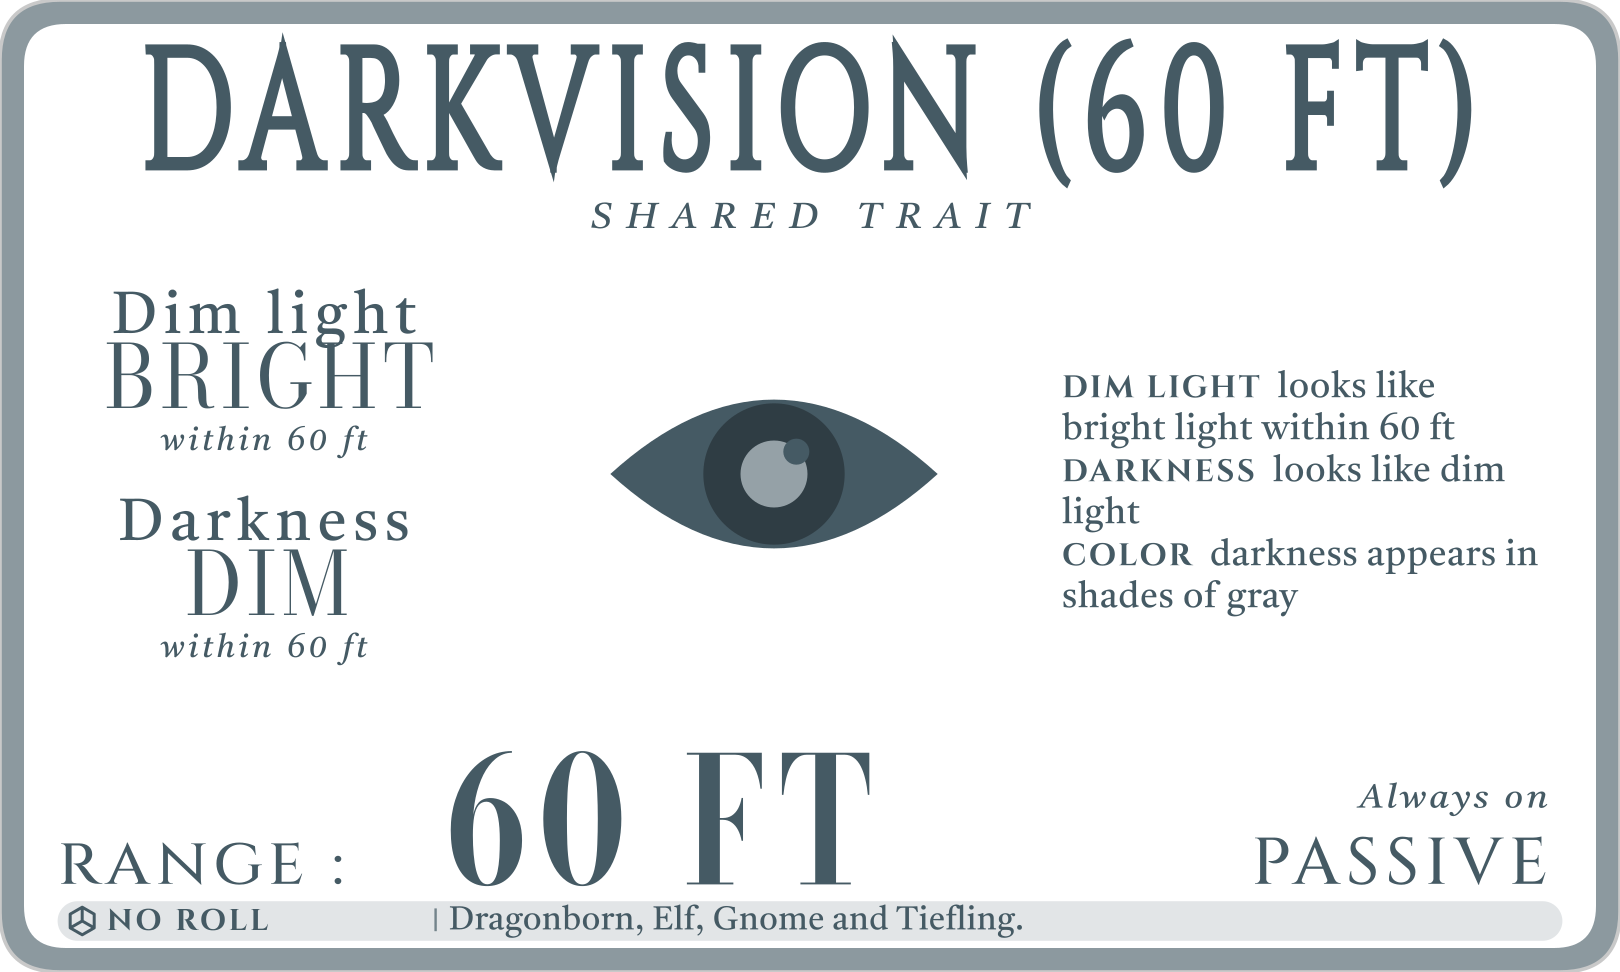 DARKVISION (60 FT)
SHARED TRAIT
Dim light
BRIGHT
within 60 ft
Darkness
DIM
within 60 ft
DIM LIGHT looks like
bright light within 60 ft
DARKNESS looks like dim
light
COLOR darkness appears in
shades of gray
RANGE : 60 FT
Always on
PASSIVE
NO ROLL | Dragonborn, Elf, Gnome and Tiefling.